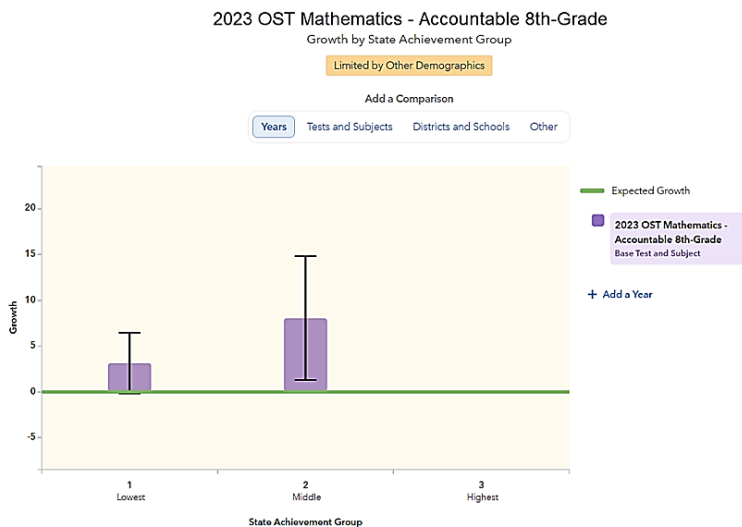 2023 OST Mathematics - Accountable 8th-Grade
Growth by State Achievement Group
Limited by Other Demographics
Add a Comparison
Years Tests and Subjects Districts and Schools Other
Growth
20
15
10
5
0
-5
1
Lowest
2
Middle
3
Highest
State Achievement Group
Expected Growth
2023 OST Mathematics -
Accountable 8th-Grade
Base Test and Subject
+ Add a Year